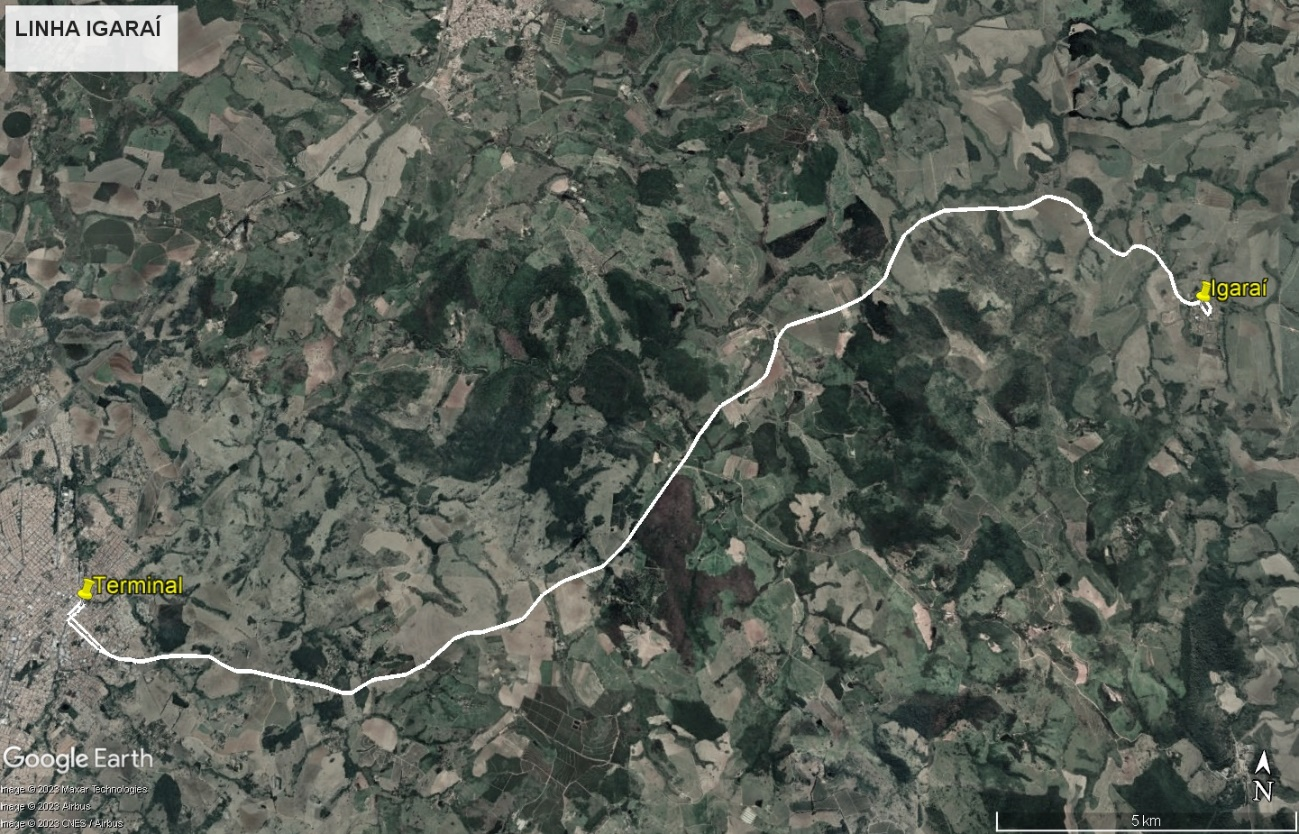 LINHA IGARAÍ
Igaraí
Terminal
Google Earth
Image © 2023 Maxar Technologies
Image © 2023 Airbus
Image © 2023 CNES / Airbus
N
5 km